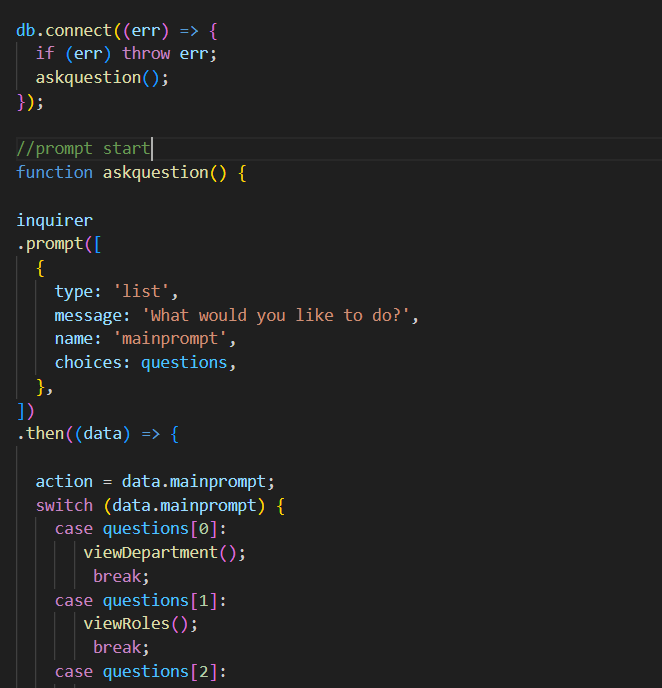 db.connect((err) => {
if (err) throw err;
askquestion();
});
//prompt start
function askquestion() {
inquirer
.prompt([
{
type: 'list',
message: 'What would you like to do?',
name: 'mainprompt',
choices: questions,
},
])
.then((data) => {
action = data.mainprompt;
switch (data.mainprompt) {
case questions[0]:
viewDepartment();
break;
case questions[1]:
viewRoles();
break;
case questions[2]: